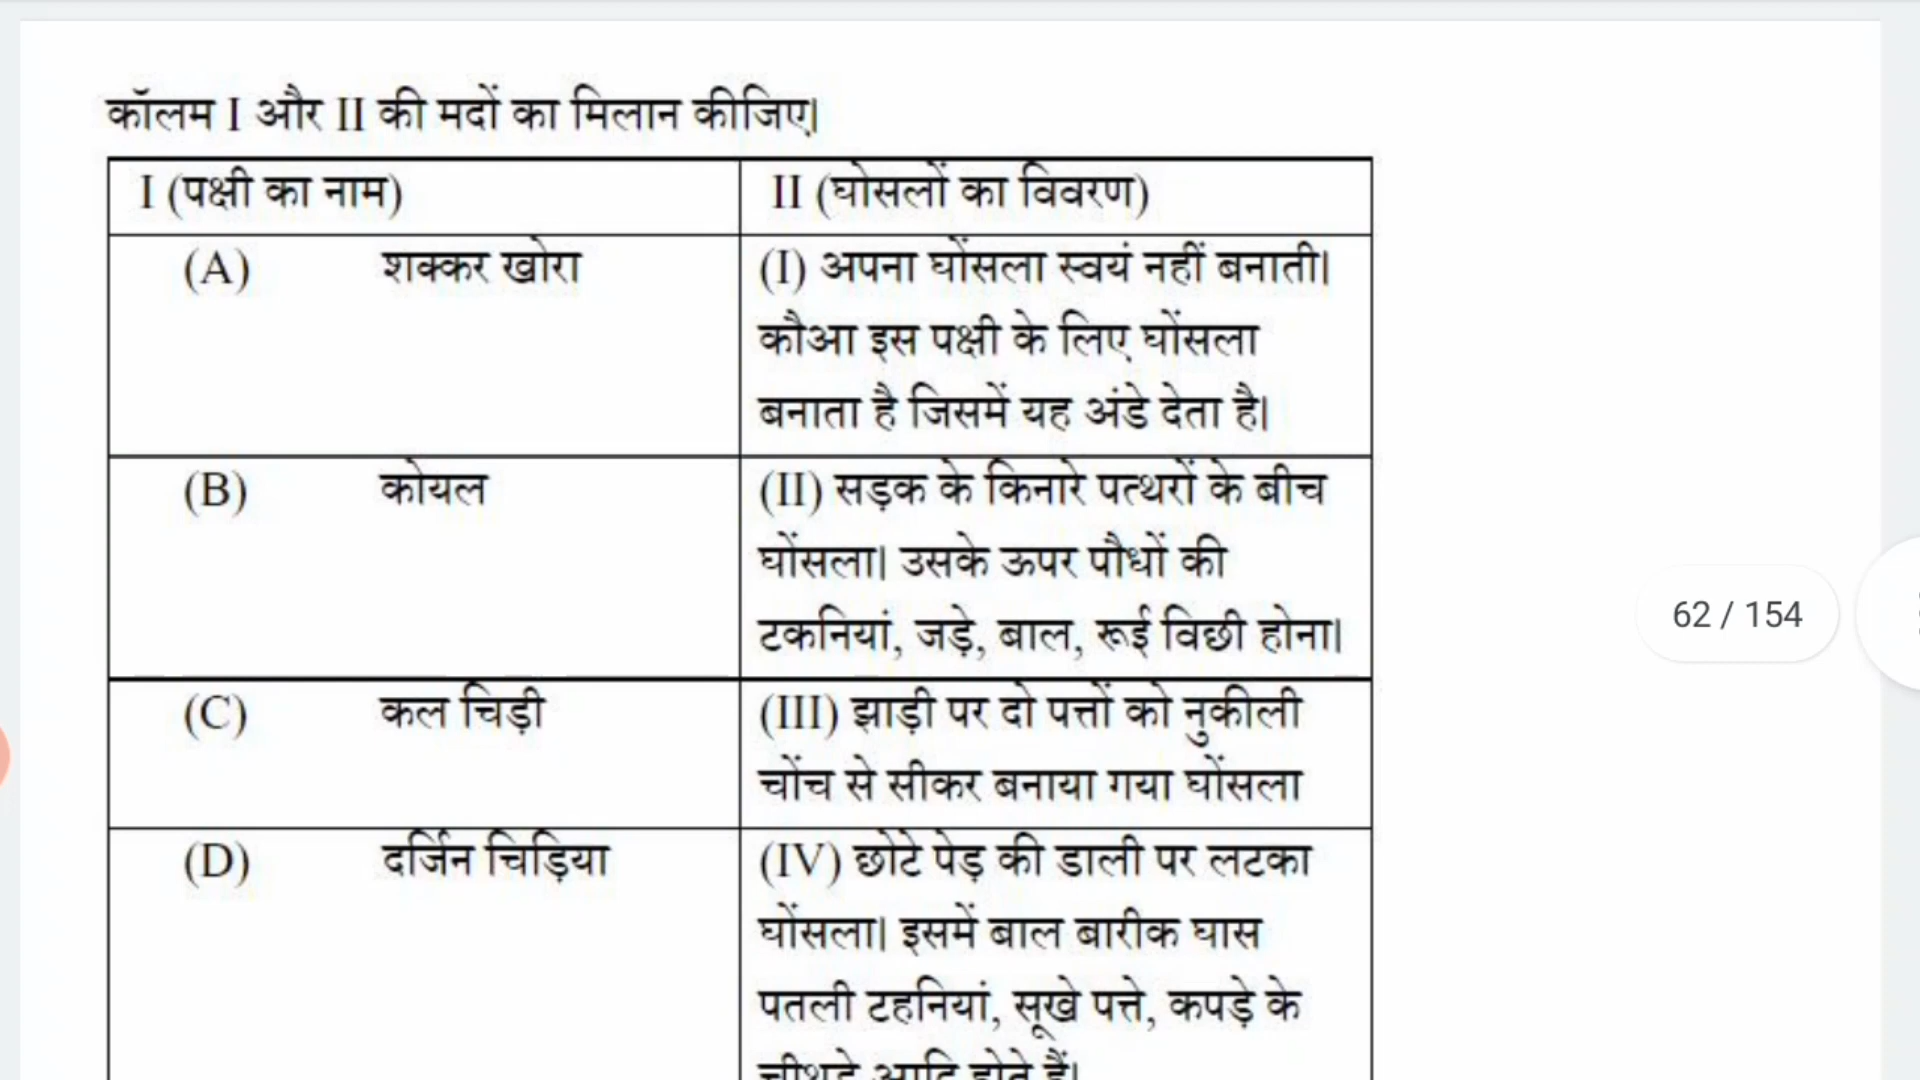 कॉलम I और II की मदों का मिलान कीजिए।
I (पक्षी का नाम)
II (घोसलों का विवरण)
(A) शक्कर खोरा
(I) अपना घोंसला स्वयं नहीं बनाती।
कौआ इस पक्षी के लिए घोंसला
बनाता है जिसमें यह अंडे देता है।
(B) कोयल
(II) सड़क के किनारे पत्थरों के बीच
घोंसला। उसके ऊपर पौधों की
टकनियां, जड़े, बाल, रूई विछी होना।
(C) कल चिड़ी
(III) झाड़ी पर दो पत्तों को नुकीली
चोंच से सीकर बनाया गया घोंसला
(D) दर्जिन चिड़िया
(IV) छोटे पेड़ की डाली पर लटका
घोंसला। इसमें बाल बारीक घास
पतली टहनियां, सूखे पत्ते, कपड़े के
चीथड़े आदि होते हैं।
62 / 154